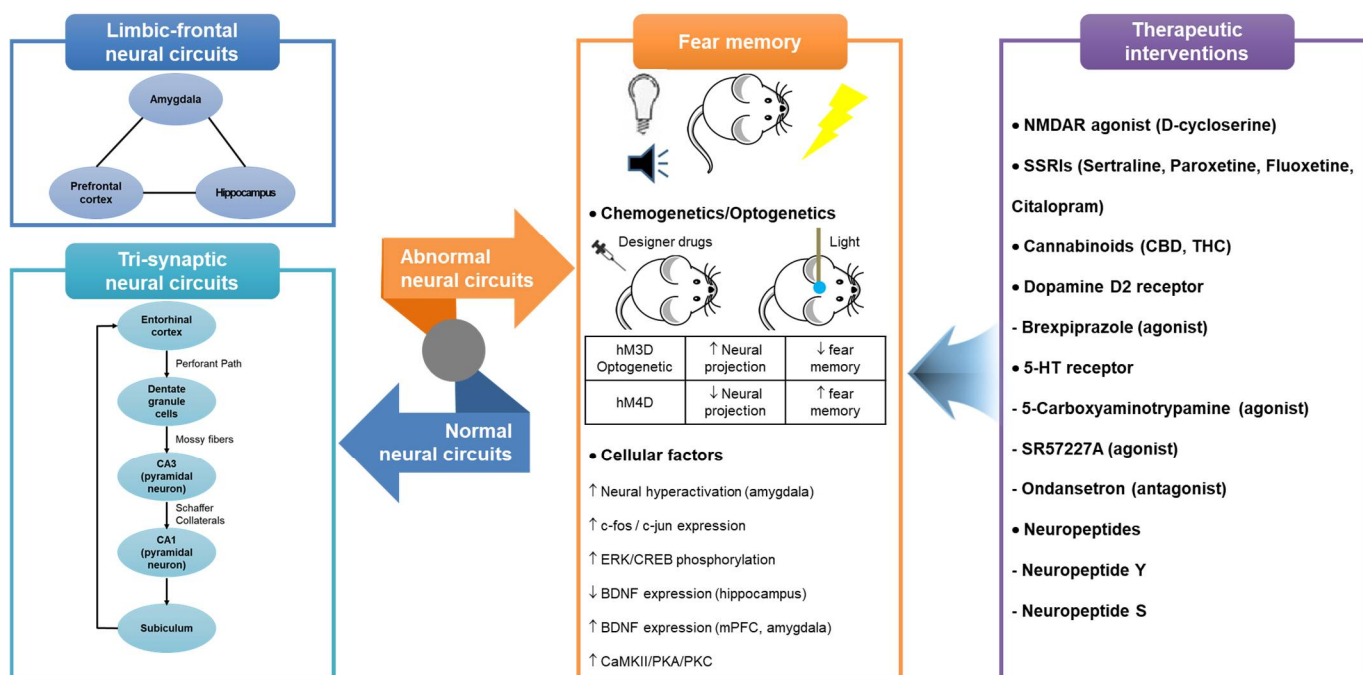 Limbic-frontal
neural circuits
Amygdala
Prefrontal
cortex
Hippocampus
Tri-synaptic
neural circuits
Entorhinal
cortex
Perforant Path
Dentate
granule
cells
Mossy fibers
CA3
(pyramidal
neuron)
Schaffer
Collaterals
CA1
(pyramidal
neuron)
Subiculum
Abnormal
neural circuits
Normal
neural circuits
Fear memory
• Chemogenetics/Optogenetics
Designer drugs
Light
hM3D
Optogenetic
↑ Neural
projection
↓ fear
memory
hM4D
↓ Neural
projection
↑ fear
memory
• Cellular factors
↑ Neural hyperactivation (amygdala)
↑ c-fos / c-jun expression
↑ ERK/CREB phosphorylation
↓ BDNF expression (hippocampus)
↑ BDNF expression (mPFC, amygdala)
↑ CaMKII/PKA/PKC
Therapeutic
interventions
• NMDAR agonist (D-cycloserine)
• SSRIs (Sertraline, Paroxetine, Fluoxetine,
Citalopram)
• Cannabinoids (CBD, THC)
• Dopamine D2 receptor
- Brexpiprazole (agonist)
• 5-HT receptor
- 5-Carboxyaminotrypamine (agonist)
- SR57227A (agonist)
- Ondansetron (antagonist)
• Neuropeptides
- Neuropeptide Y
- Neuropeptide S